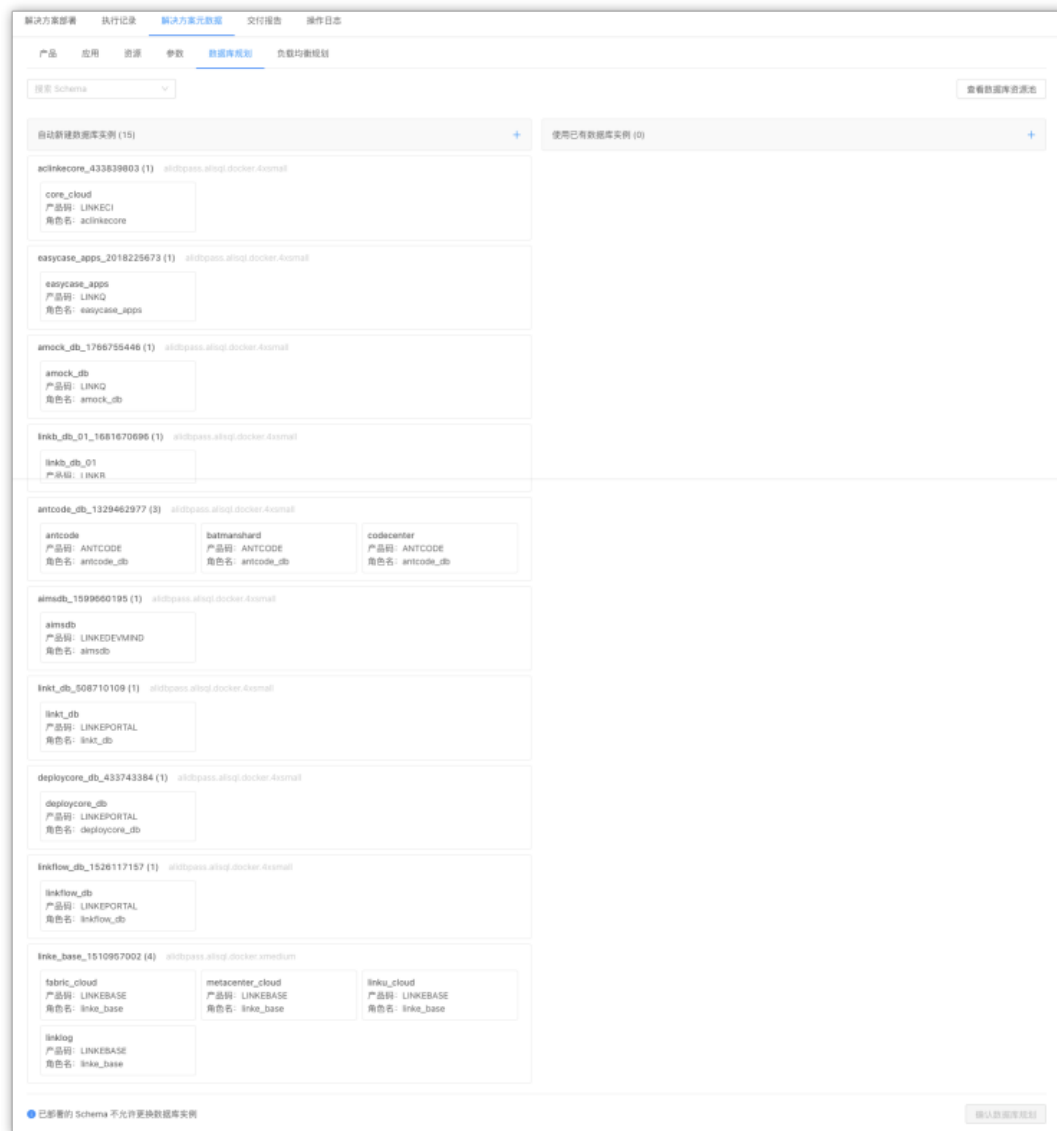 解决方案部署 执行记录 解决方案元数据 交付报告 操作日志
产品 应用 资源 参数 数据库规划 负载均衡规划
搜索 Schema 查看数据库资源池
自动新建数据库实例 (15) + 使用已有数据库实例 (0) +
aclinkecore_433839803 (1) alidbpass.alisql.docker.4xsmall
core_cloud
产品码: LINKECI
角色名: aclinkecore
easycase_apps_2018225673 (1) alidbpass.alisql.docker.4xsmall
easycase_apps
产品码: LINKQ
角色名: easycase_apps
amock_db_1766755446 (1) alidbpass.alisql.docker.4xsmall
amock_db
产品码: LINKQ
角色名: amock_db
linkb_db_01_1681670696 (1) alidbpass.alisql.docker.4xsmall
linkb_db_01
产品码: LINKB
antcode_db_1329462977 (3) alidbpass.alisql.docker.4xsmall
antcode batmanshard codecenter
产品码: ANTCODE 产品码: ANTCODE 产品码: ANTCODE
角色名: antcode_db 角色名: antcode_db 角色名: antcode_db
aimsdb_1599660195 (1) alidbpass.alisql.docker.4xsmall
aimsdb
产品码: LINKEDEVMIND
角色名: aimsdb
linkt_db_508710109 (1) alidbpass.alisql.docker.4xsmall
linkt_db
产品码: LINKEPORTAL
角色名: linkt_db
deploycore_db_433743384 (1) alidbpass.alisql.docker.4xsmall
deploycore_db
产品码: LINKEPORTAL
角色名: deploycore_db
linkflow_db_1526117157 (1) alidbpass.alisql.docker.4xsmall
linkflow_db
产品码: LINKEPORTAL
角色名: linkflow_db
linke_base_1510957002 (4) alidbpass.alisql.docker.xmedium
fabric_cloud metacenter_cloud linku_cloud
产品码: LINKEBASE 产品码: LINKEBASE 产品码: LINKEBASE
角色名: linke_base 角色名: linke_base 角色名: linke_base
linklog
产品码: LINKEBASE
角色名: linke_base
已部署的 Schema 不允许更换数据库实例 确认数据库规划